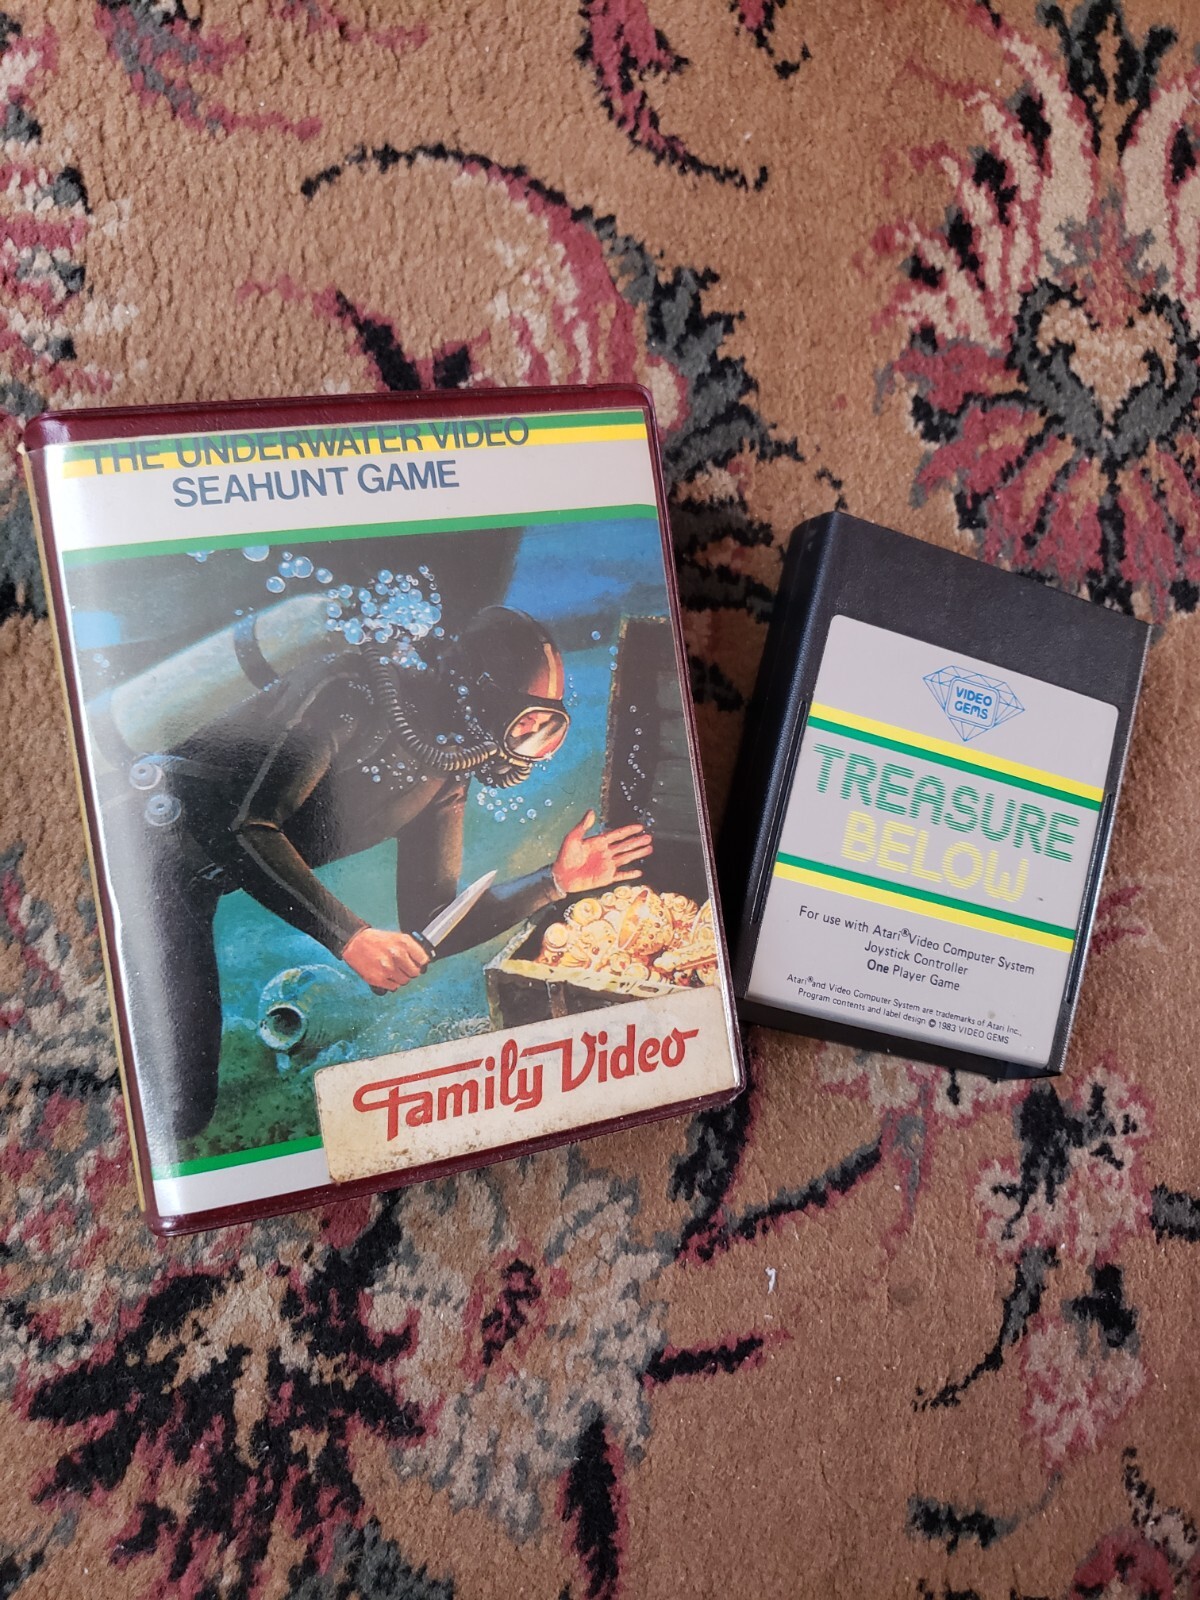 THE UNDERWATER VIDEO
SEAHUNT GAME
Family Video
VIDEO
GEMS
TREASURE
BELOW
For use with Atari® Video Computer System
Joystick Controller
One Player Game
Atari® and Video Computer System are trademarks of Atari Inc.,
Program contents and label design © 1983 VIDEO GEMS